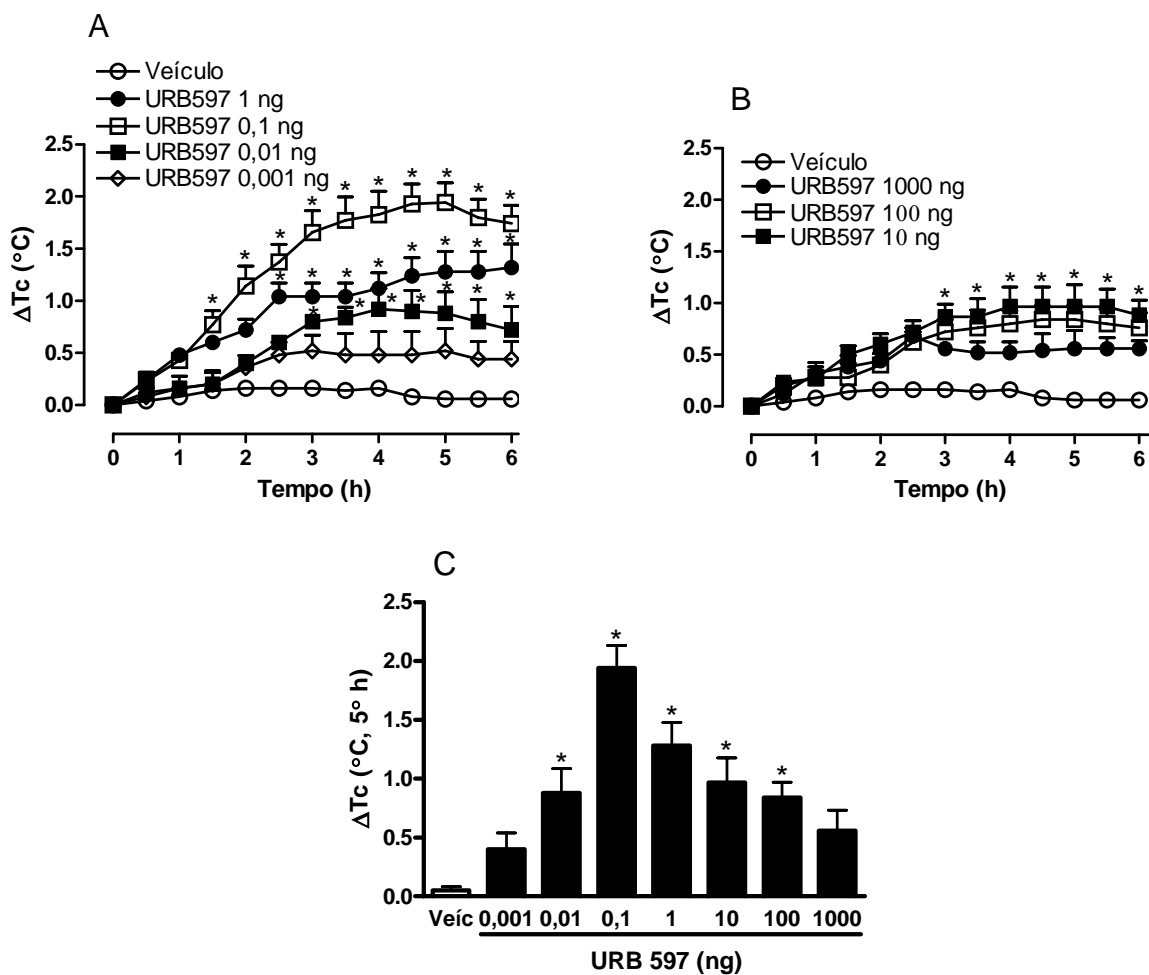 A
Veículo
URB597 1 ng
URB597 0,1 ng
URB597 0,01 ng
URB597 0,001 ng
2.5
2.0
1.5
1.0
0.5
0.0
ΔTc (°C)
* * * * * * * * * *
* * * * * * * *
* * * * * * *
0 1 2 3 4 5 6
Tempo (h)
B
Veículo
URB597 1000 ng
URB597 100 ng
URB597 10 ng
2.5
2.0
1.5
1.0
0.5
0.0
ΔTc (°C)
* * * * * * *
0 1 2 3 4 5 6
Tempo (h)
C
2.5
2.0
1.5
1.0
0.5
0.0
ΔTc (°C, 5° h)
* * * * *
Veíc 0,001 0,01 0,1 1 10 100 1000
URB 597 (ng)